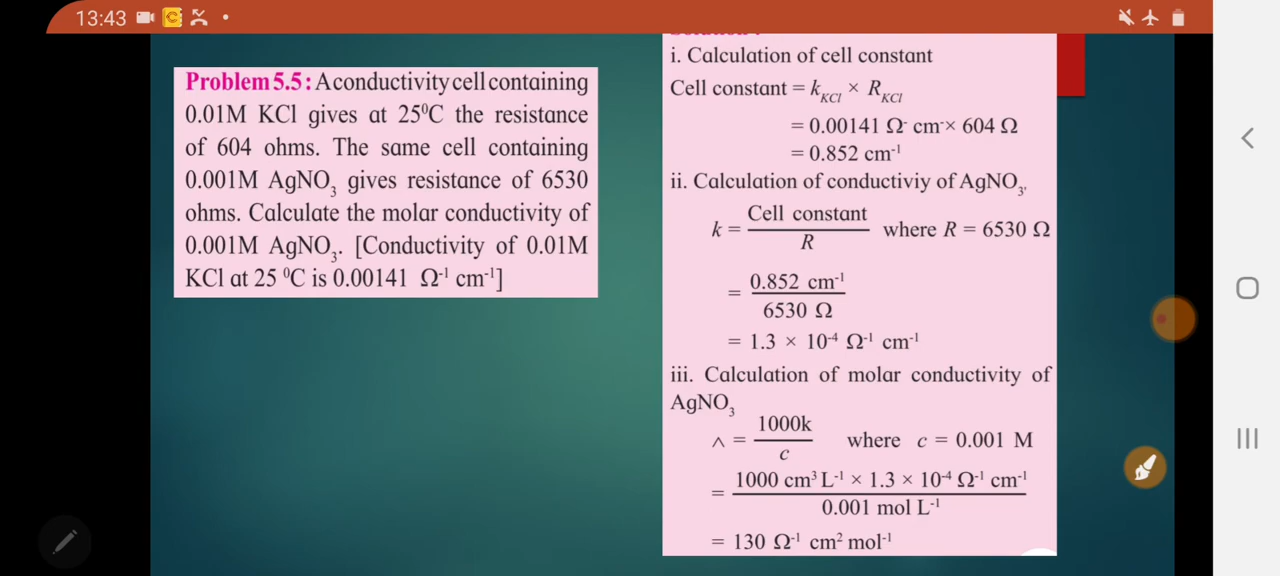 13:43
Problem 5.5: A conductivity cell containing
0.01M KCl gives at 25⁰C the resistance
of 604 ohms. The same cell containing
0.001M AgNO₃ gives resistance of 6530
ohms. Calculate the molar conductivity of
0.001M AgNO₃. [Conductivity of 0.01M
KCl at 25 ⁰C is 0.00141 Ω⁻¹ cm⁻¹]
i. Calculation of cell constant
Cell constant = k_KCl × R_KCl
= 0.00141 Ω⁻ cm⁻× 604 Ω
= 0.852 cm⁻¹
ii. Calculation of conductiviy of AgNO₃,
k = Cell constant / R where R = 6530 Ω
= 0.852 cm⁻¹ / 6530 Ω
= 1.3 × 10⁻⁴ Ω⁻¹ cm⁻¹
iii. Calculation of molar conductivity of
AgNO₃
∧ = 1000k / c where c = 0.001 M
= 1000 cm³ L⁻¹ × 1.3 × 10⁻⁴ Ω⁻¹ cm⁻¹ / 0.001 mol L⁻¹
= 130 Ω⁻¹ cm² mol⁻¹